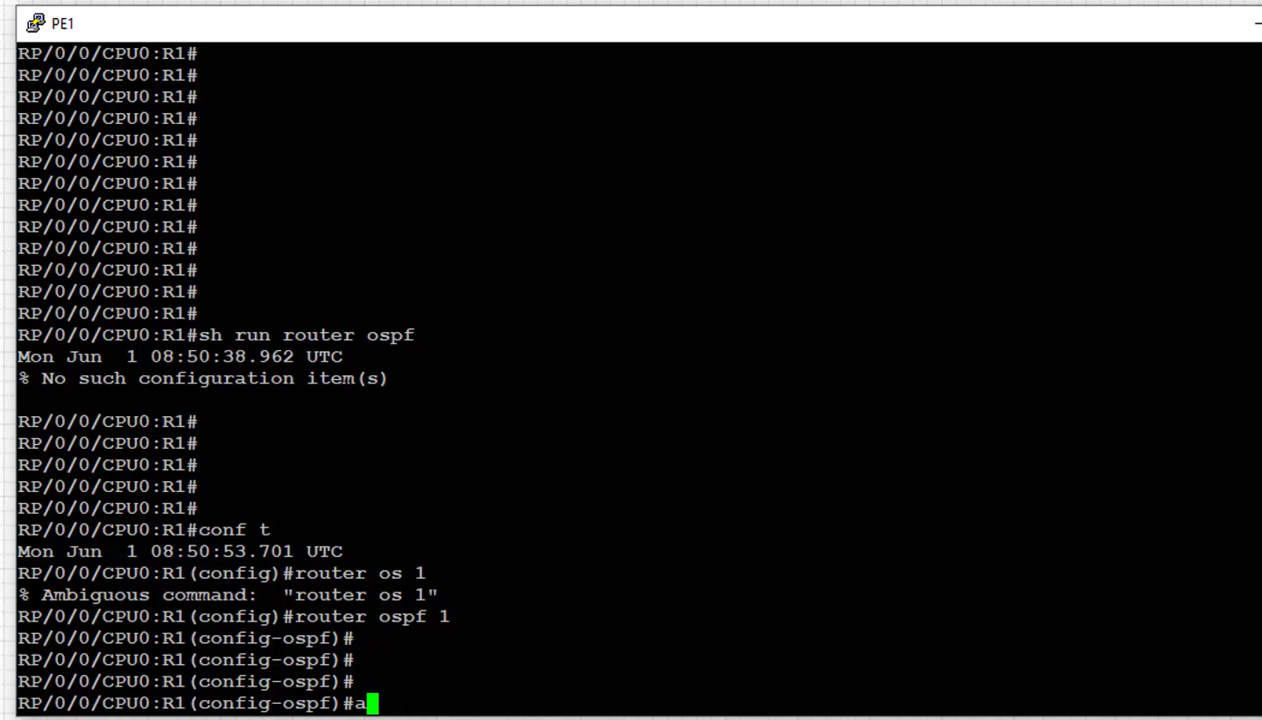 PE1
RP/0/0/CPU0:R1#
RP/0/0/CPU0:R1#
RP/0/0/CPU0:R1#
RP/0/0/CPU0:R1#
RP/0/0/CPU0:R1#
RP/0/0/CPU0:R1#
RP/0/0/CPU0:R1#
RP/0/0/CPU0:R1#
RP/0/0/CPU0:R1#
RP/0/0/CPU0:R1#
RP/0/0/CPU0:R1#
RP/0/0/CPU0:R1#
RP/0/0/CPU0:R1#
RP/0/0/CPU0:R1#sh run router ospf
Mon Jun  1 08:50:38.962 UTC
% No such configuration item(s)

RP/0/0/CPU0:R1#
RP/0/0/CPU0:R1#
RP/0/0/CPU0:R1#
RP/0/0/CPU0:R1#
RP/0/0/CPU0:R1#
RP/0/0/CPU0:R1#conf t
Mon Jun  1 08:50:53.701 UTC
RP/0/0/CPU0:R1(config)#router os 1
% Ambiguous command:  "router os 1"
RP/0/0/CPU0:R1(config)#router ospf 1
RP/0/0/CPU0:R1(config-ospf)#
RP/0/0/CPU0:R1(config-ospf)#
RP/0/0/CPU0:R1(config-ospf)#
RP/0/0/CPU0:R1(config-ospf)#a